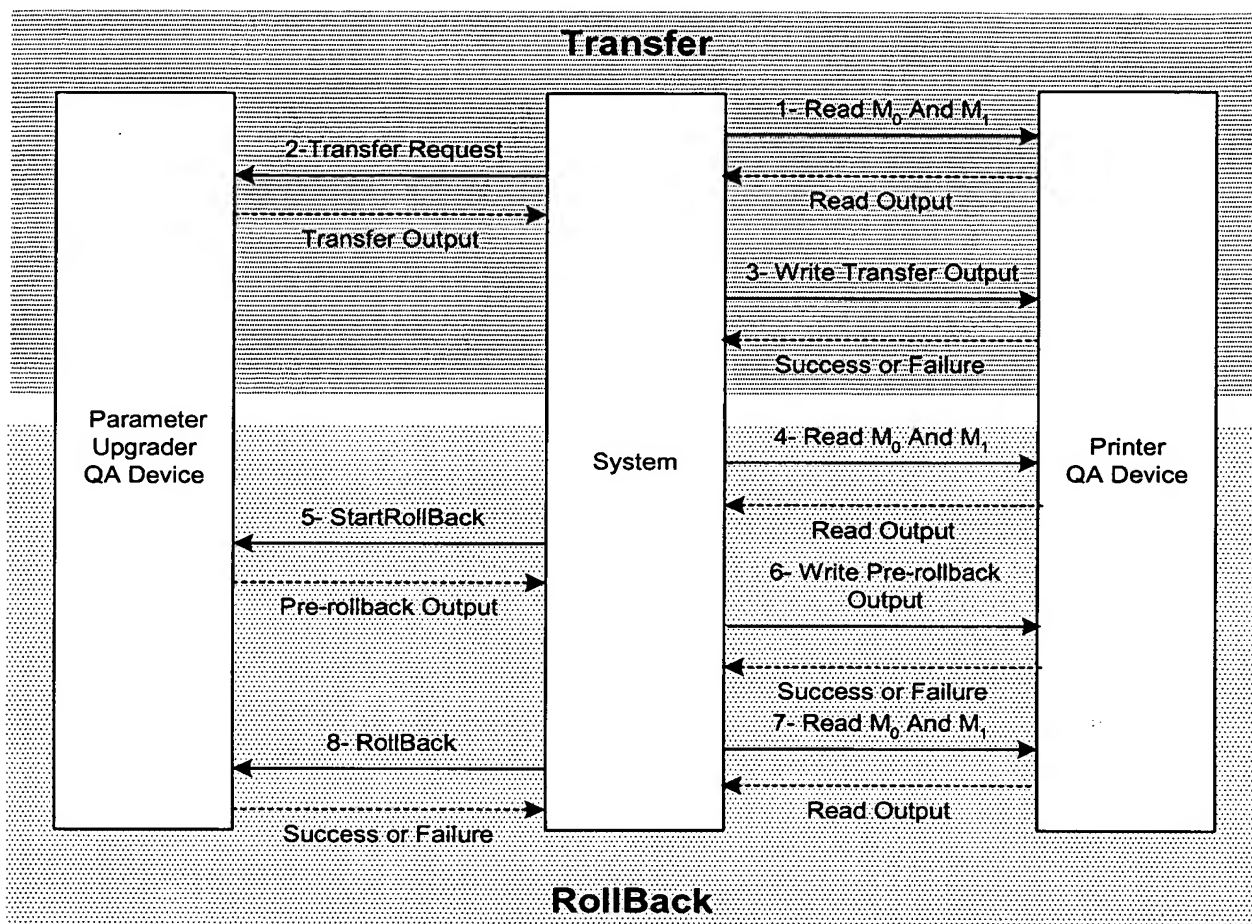 Transfer
1- Read M₀ And M₁
2-Transfer Request
Read Output
Transfer Output
3- Write Transfer Output
Success or Failure
Parameter
Upgrader
QA Device
System
Printer
QA Device
4- Read M₀ And M₁
Read Output
5- StartRollBack
Pre-rollback Output
6- Write Pre-rollback
Output
Success or Failure
7- Read M₀ And M₁
8- RollBack
Read Output
Success or Failure
RollBack